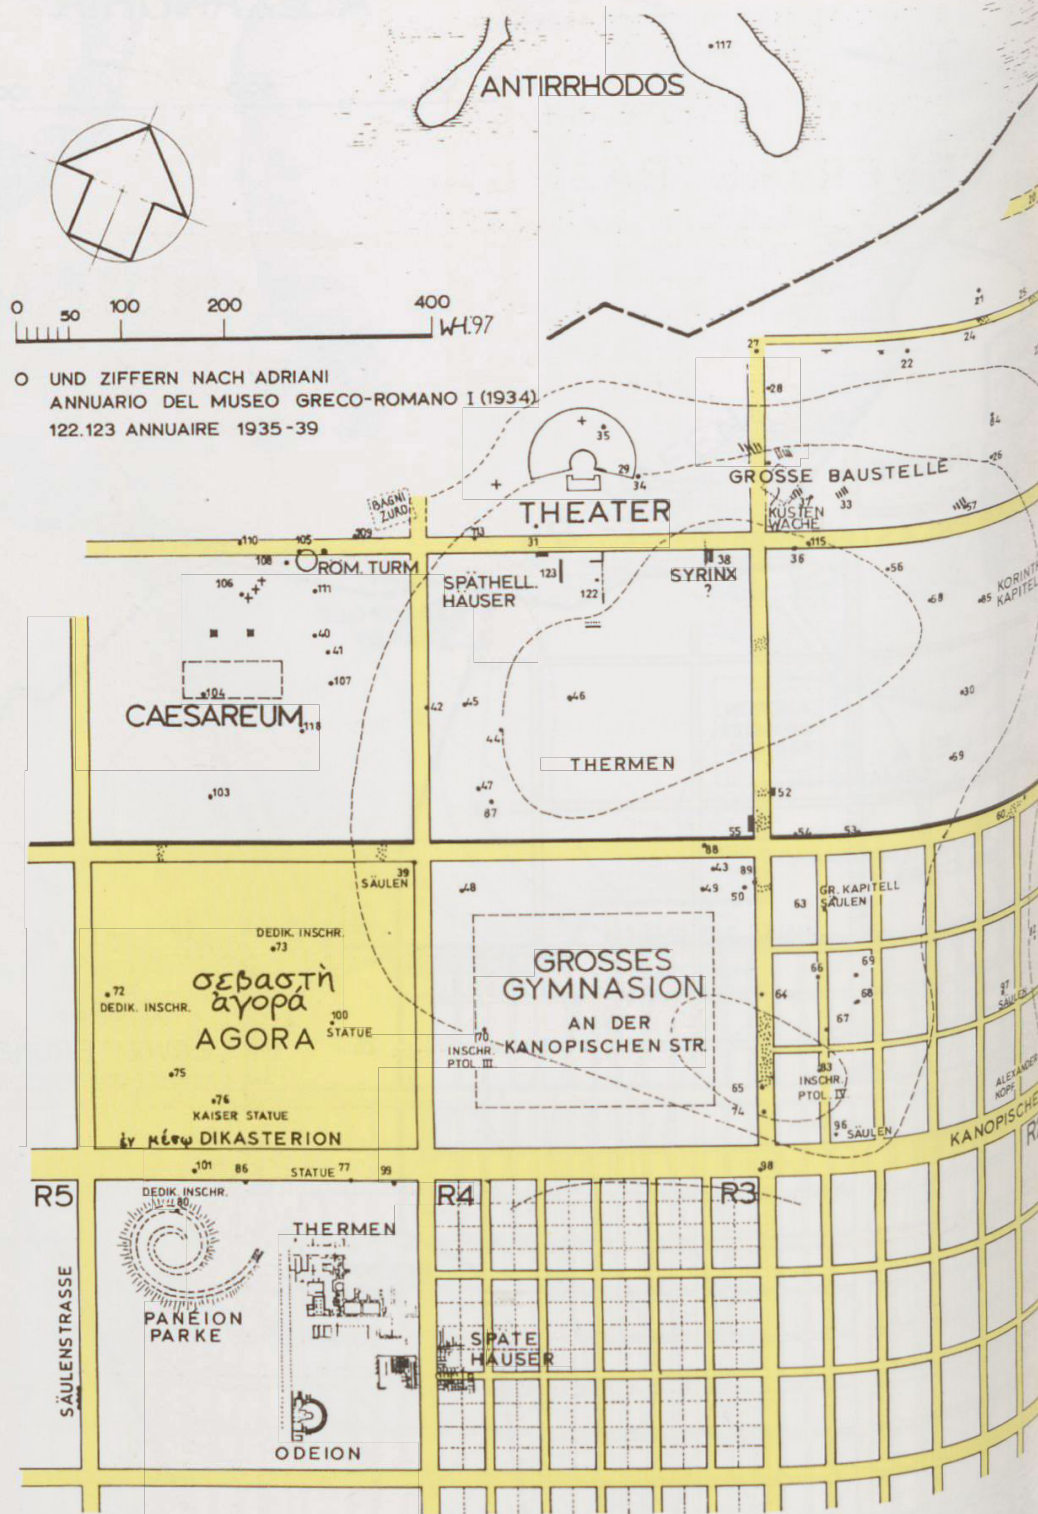 117
ANTIRRHODOS
0 50 100 200 400
W.H.'97
O UND ZIFFERN NACH ADRIANI
ANNUARIO DEL MUSEO GRECO-ROMANO I (1934)
122.123 ANNUAIRE 1935-39
21
25
24
27
22
28
35
29
34
84
26
GROSSE BAUSTELLE
BAGNI
ZURO
THEATER
37
33
57
KÜSTEN
WACHE
110
105
109
113
31
115
108
RÖM. TURM
36
106
111
SPÄTHELL.
HÄUSER
123
122
38
SYRINX
?
56
58
85
KORINTH
KAPITEL
40
41
107
104
42
45
46
30
CAESAREUM
118
44
59
THERMEN
103
47
87
52
55
54
53
60
88
39
SÄULEN
48
43
89
49
50
63
GR. KAPITELL
SÄULEN
DEDIK. INSCHR.
73
GROSSES
GYMNASION
AN DER
KANOPISCHEN STR.
66
69
σεβαστὴ
ἀγορά
AGORA
72
DEDIK. INSCHR.
64
68
97
SÄULEN
100
STATUE
67
70
INSCHR.
PTOL. III.
75
83
INSCHR.
PTOL. IV.
ALEXANDER
KOPF
76
KAISER STATUE
65
74
96
SÄULEN
ἐν μέσῳ DIKASTERION
KANOPISCHE
101
86
STATUE 77
99
98
R5
DEDIK. INSCHR.
80
R4
R3
THERMEN
PANEION
PARKE
SÄULENSTRASSE
SPÄTE
HÄUSER
ODEION